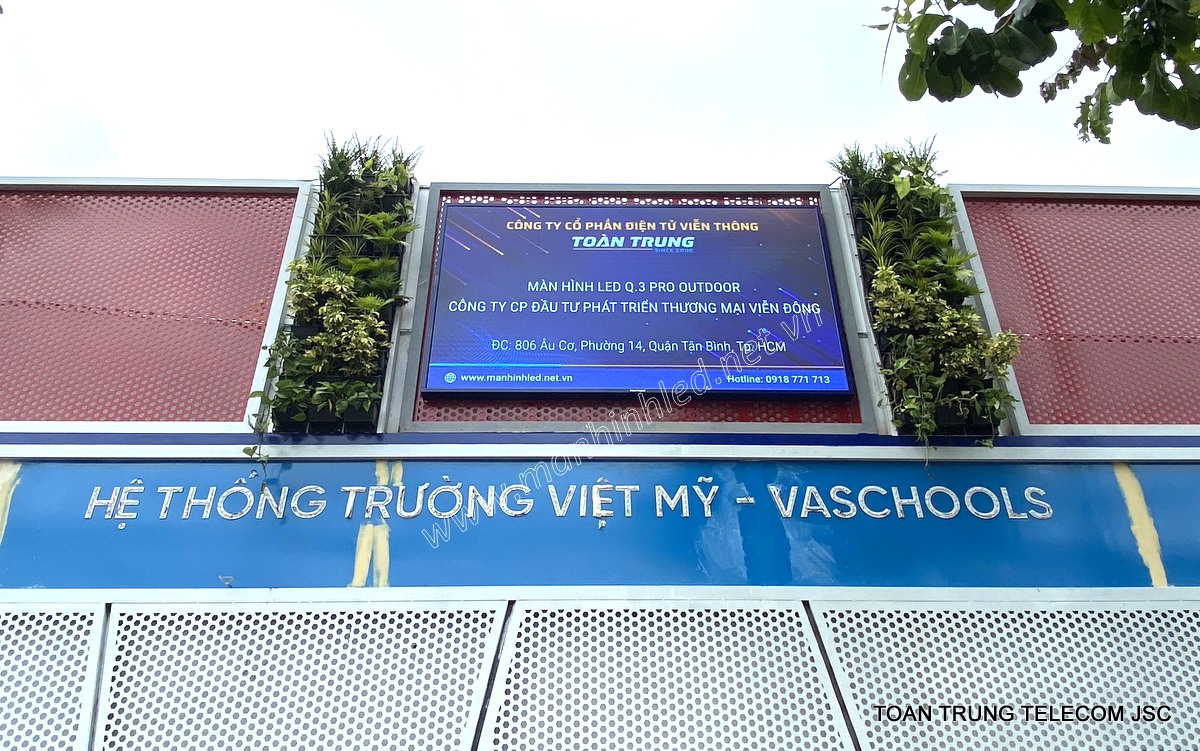 CÔNG TY CỔ PHẦN ĐIỆN TỬ VIỄN THÔNG
TOÀN TRUNG
SINCE 2006
MÀN HÌNH LED Q.3 PRO OUTDOOR
CÔNG TY CP ĐẦU TƯ PHÁT TRIỂN THƯƠNG MẠI VIỄN ĐÔNG
ĐC: 806 Âu Cơ, Phường 14, Quận Tân Bình, Tp. HCM
www.manhinhled.net.vn Hotline: 0918 771 713
www.manhinhled.net.vn
HỆ THỐNG TRƯỜNG VIỆT MỸ - VASCHOOLS
TOAN TRUNG TELECOM JSC